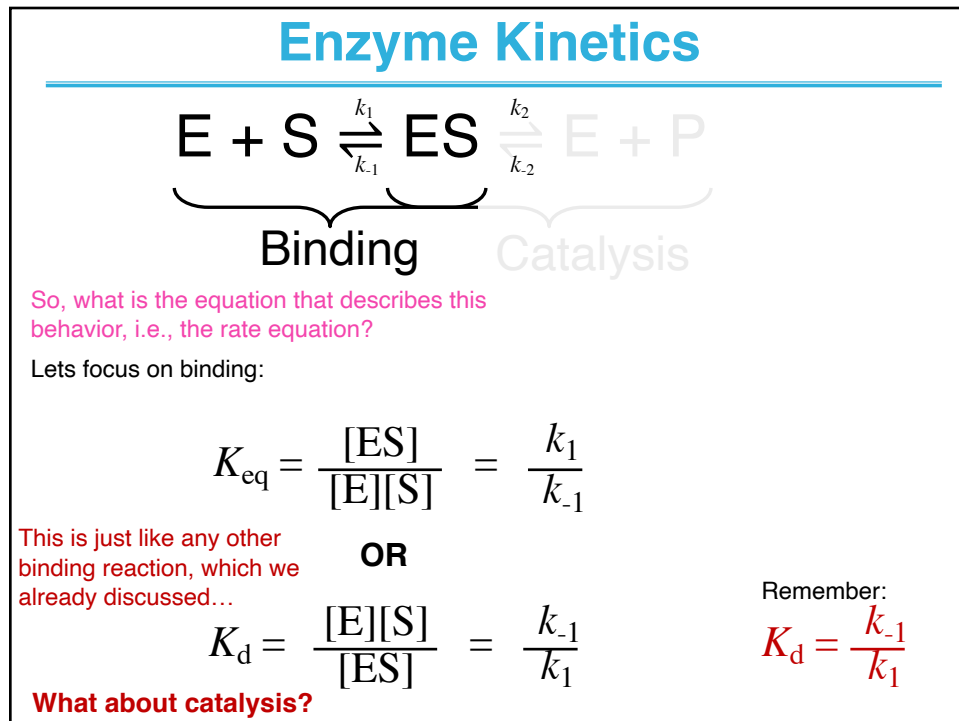 Enzyme Kinetics
E + S ⇌ ES ⇌ E + P
k1 k2
k-1 k-2
Binding Catalysis
So, what is the equation that describes this
behavior, i.e., the rate equation?
Lets focus on binding:
Keq = [ES] / [E][S] = k1 / k-1
This is just like any other
binding reaction, which we
already discussed…
OR
Kd = [E][S] / [ES] = k-1 / k1
Remember:
Kd = k-1 / k1
What about catalysis?